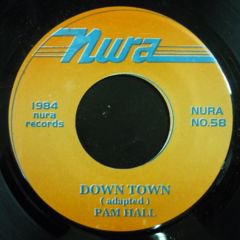 nura
1984
nura
records
NURA
NO.58
DOWN TOWN
( adapted )
PAM HALL